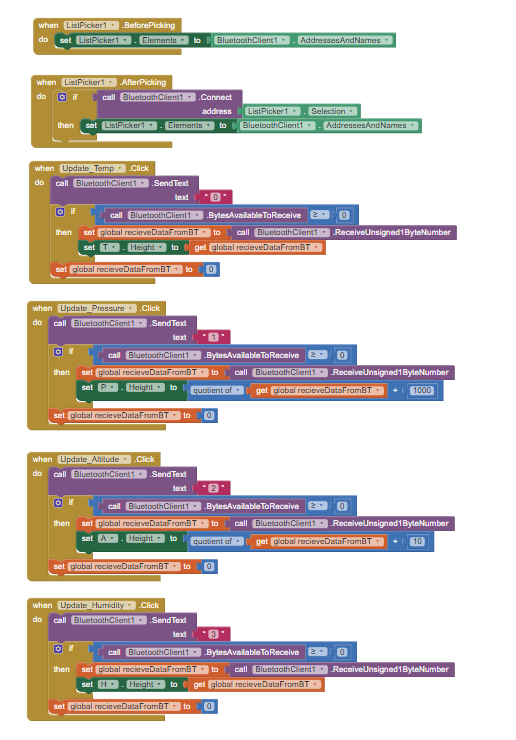 when ListPicker1 .BeforePicking
do set ListPicker1 . Elements to BluetoothClient1 . AddressesAndNames
when ListPicker1 .AfterPicking
do if call BluetoothClient1 .Connect
address ListPicker1 . Selection
then set ListPicker1 . Elements to BluetoothClient1 . AddressesAndNames
when Update_Temp .Click
do call BluetoothClient1 .SendText
text " 0 "
if call BluetoothClient1 .BytesAvailableToReceive ≥ 0
then set global recieveDataFromBT to call BluetoothClient1 .ReceiveUnsigned1ByteNumber
set T . Height to get global recieveDataFromBT
set global recieveDataFromBT to 0
when Update_Pressure .Click
do call BluetoothClient1 .SendText
text " 1 "
if call BluetoothClient1 .BytesAvailableToReceive ≥ 0
then set global recieveDataFromBT to call BluetoothClient1 .ReceiveUnsigned1ByteNumber
set P . Height to quotient of get global recieveDataFromBT ÷ 1000
set global recieveDataFromBT to 0
when Update_Altitude .Click
do call BluetoothClient1 .SendText
text " 2 "
if call BluetoothClient1 .BytesAvailableToReceive ≥ 0
then set global recieveDataFromBT to call BluetoothClient1 .ReceiveUnsigned1ByteNumber
set A . Height to quotient of get global recieveDataFromBT ÷ 10
set global recieveDataFromBT to 0
when Update_Humidity .Click
do call BluetoothClient1 .SendText
text " 3 "
if call BluetoothClient1 .BytesAvailableToReceive ≥ 0
then set global recieveDataFromBT to call BluetoothClient1 .ReceiveUnsigned1ByteNumber
set H . Height to get global recieveDataFromBT
set global recieveDataFromBT to 0